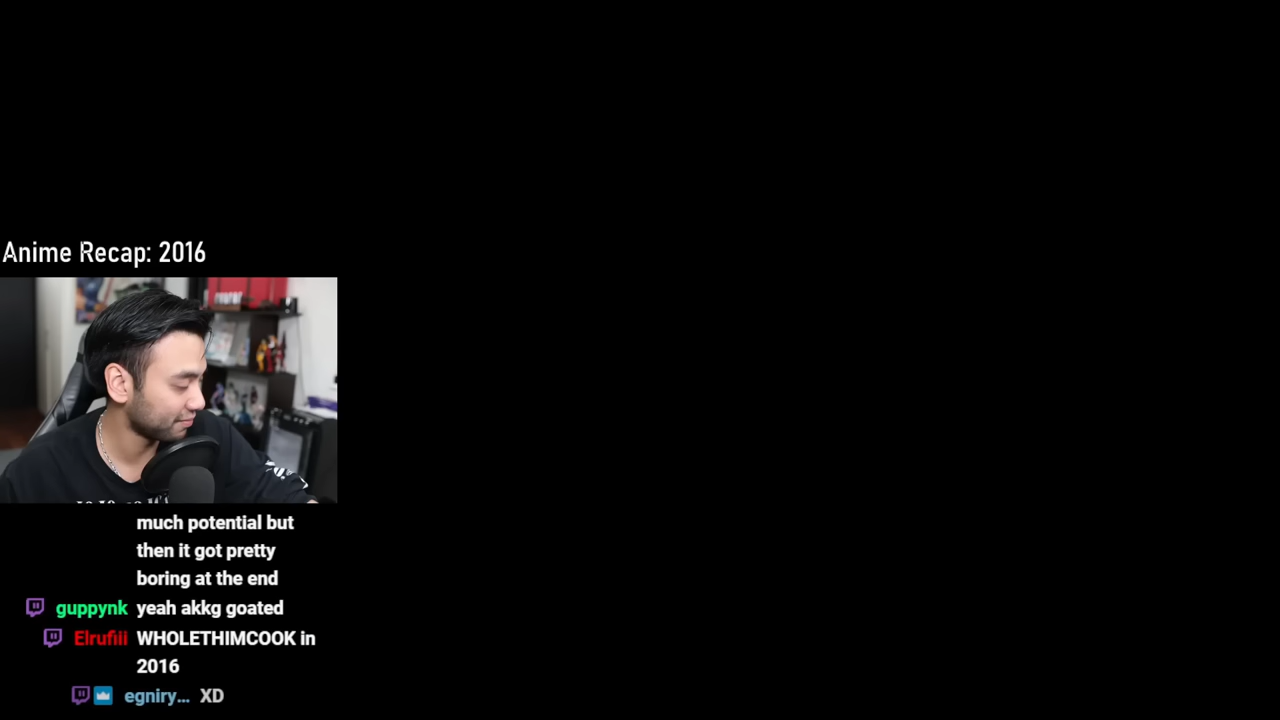 Anime Recap: 2016
much potential but
then it got pretty
boring at the end
guppynk yeah akkg goated
Elrufiii WHOLETHIMCOOK in
2016
egniry… XD